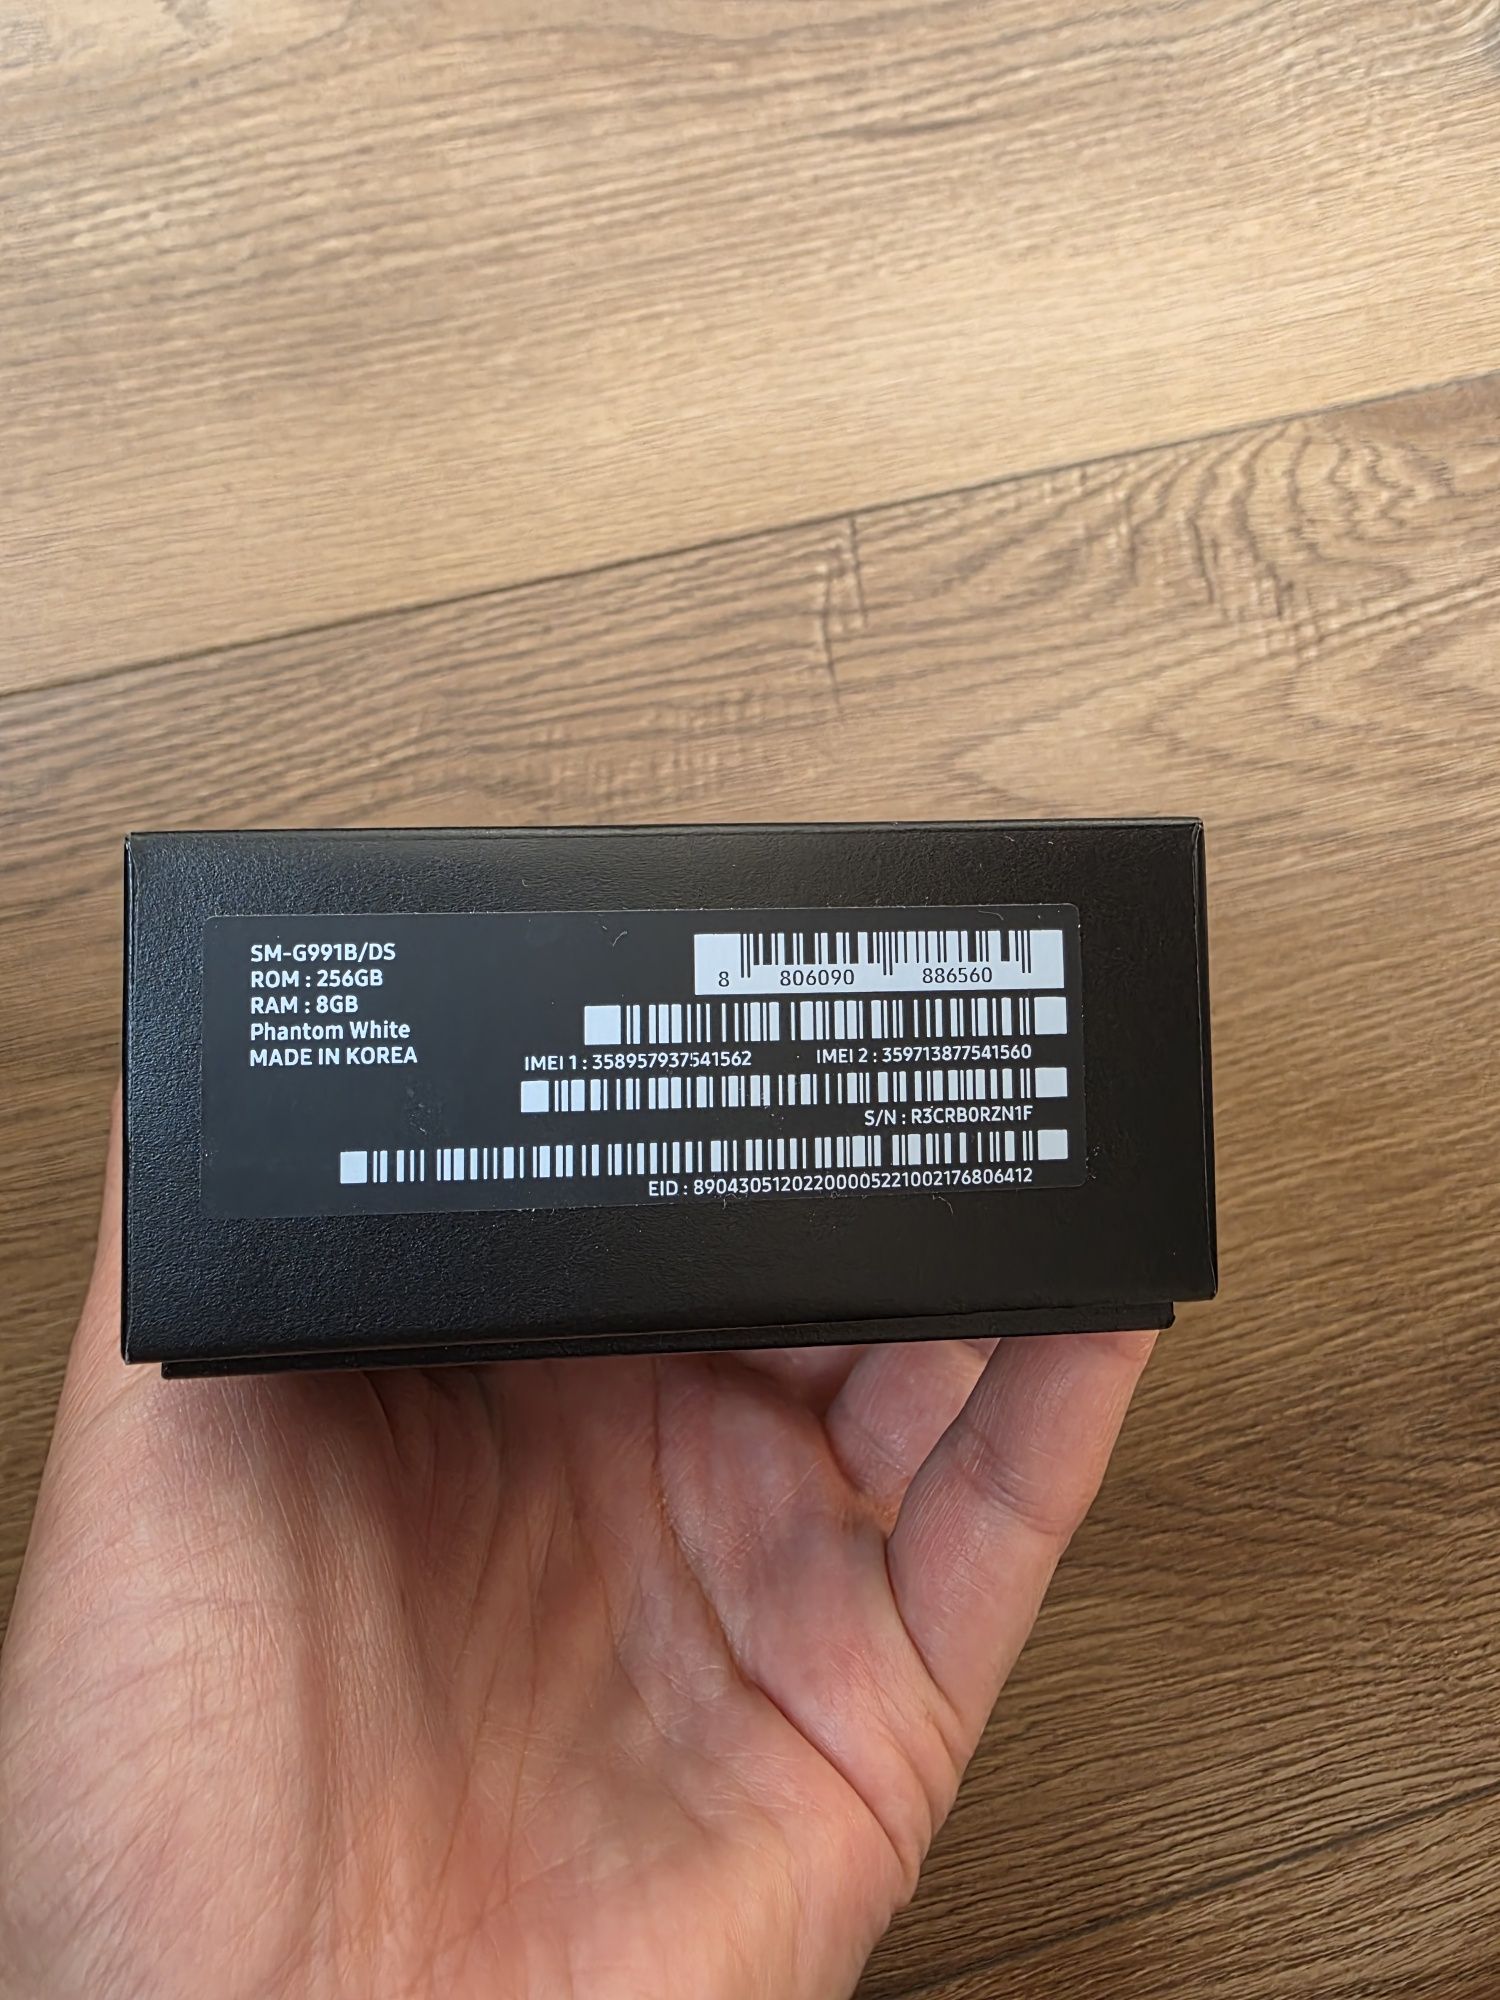 SM-G991B/DS
ROM : 256GB
RAM : 8GB
Phantom White
MADE IN KOREA
8 806090 886560
IMEI 1 : 358957937541562 IMEI 2 : 359713877541560
S/N : R3CRB0RZN1F
EID : 89043051202200005221002176806412